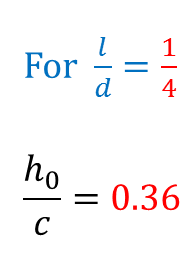 For l/d = 1/4
h₀/c = 0.36